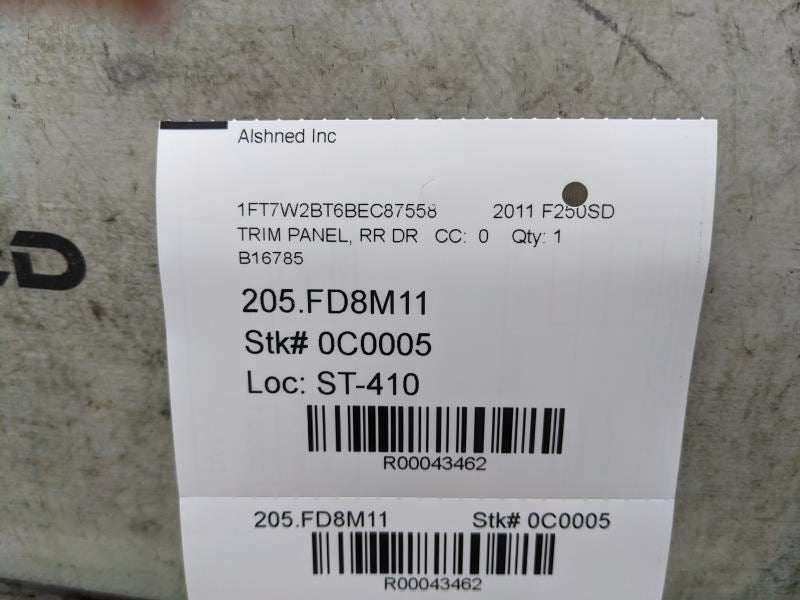 Alshned Inc
1FT7W2BT6BEC87558 2011 F250SD
TRIM PANEL, RR DR CC: 0 Qty: 1
B16785
205.FD8M11
Stk# 0C0005
Loc: ST-410
R00043462
205.FD8M11 Stk# 0C0005
R00043462